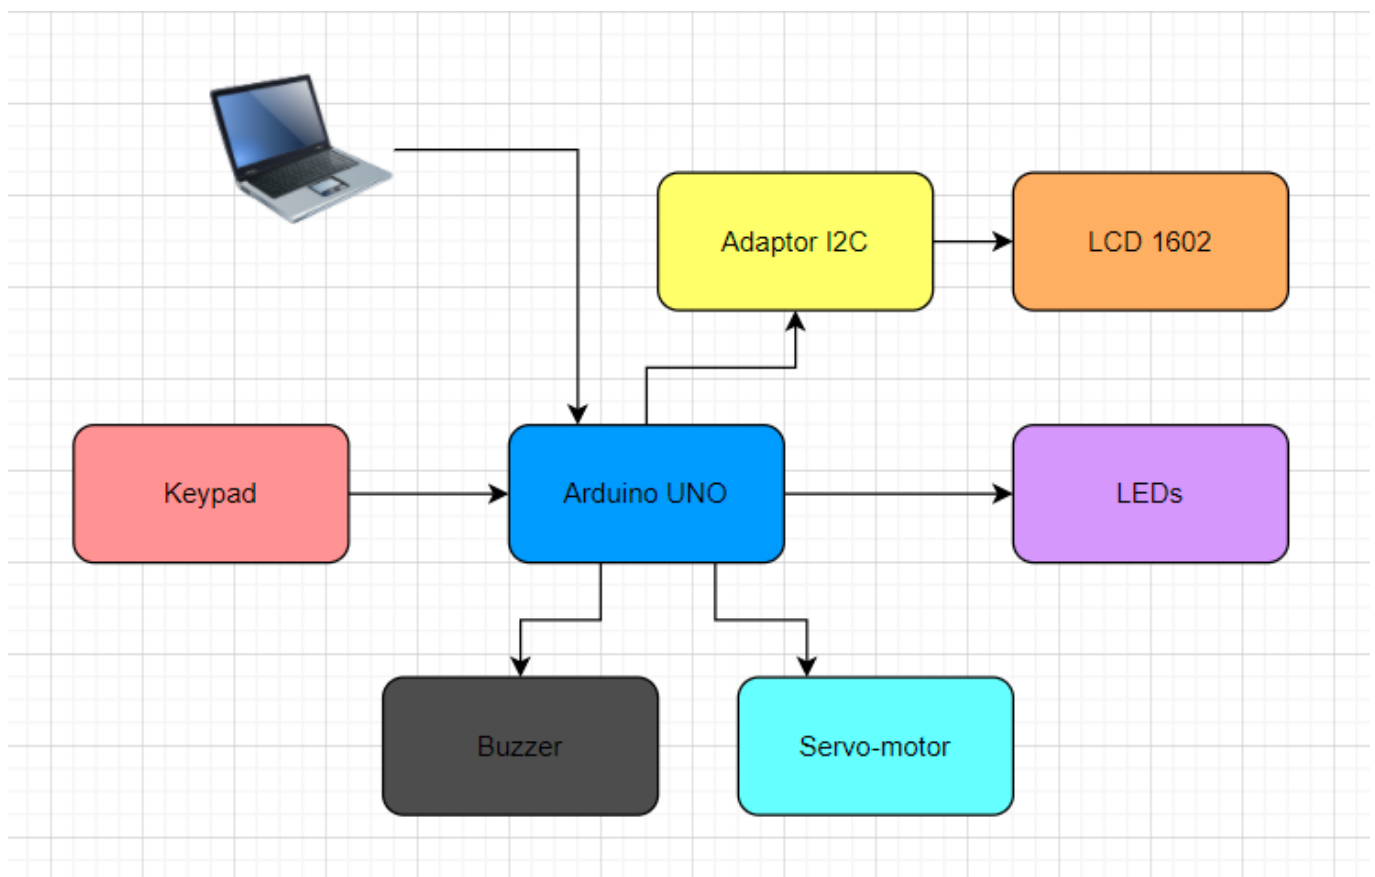 Adaptor I2C
LCD 1602
Keypad
Arduino UNO
LEDs
Buzzer
Servo-motor